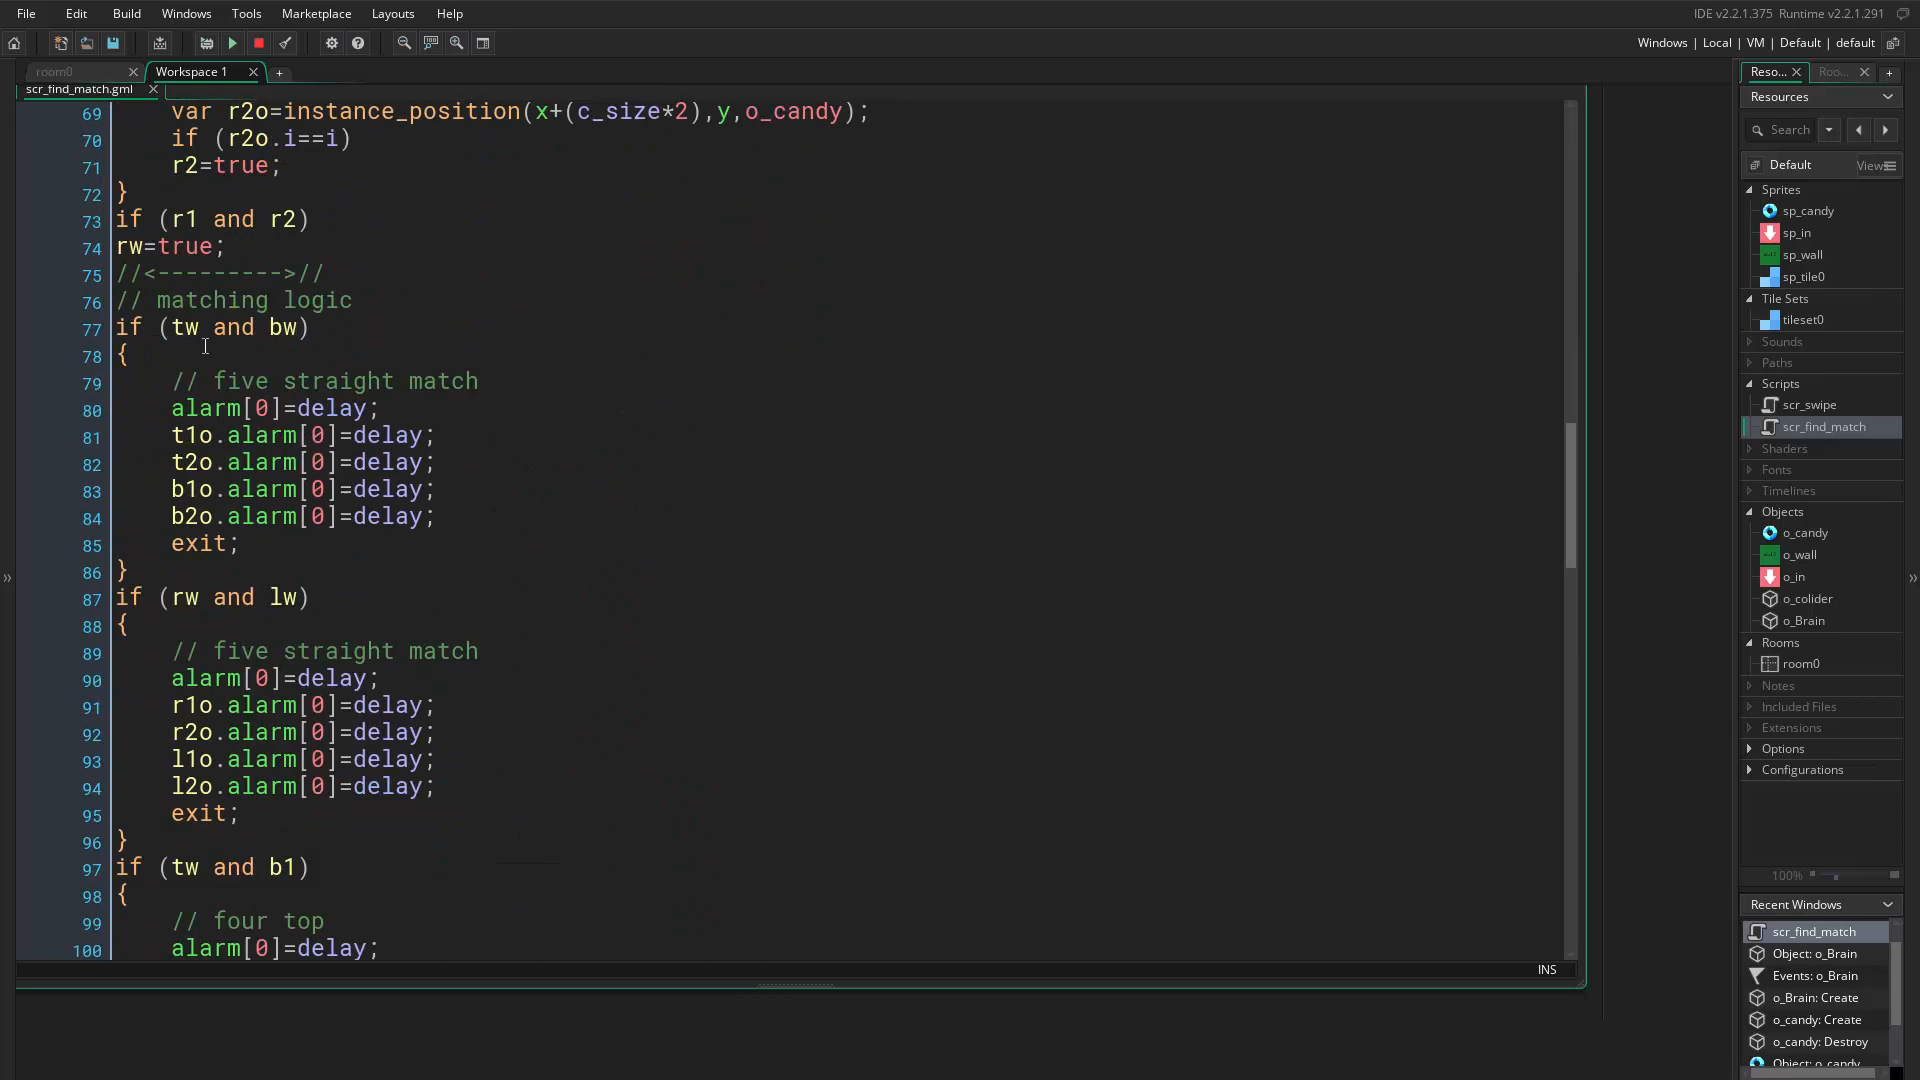 File Edit Build Windows Tools Marketplace Layouts Help
IDE v2.2.1.375 Runtime v2.2.1.291
Windows | Local | VM | Default | default
room0
Workspace 1
scr_find_match.gml
69 var r2o=instance_position(x+(c_size*2),y,o_candy);
70 if (r2o.i==i)
71 r2=true;
72 }
73 if (r1 and r2)
74 rw=true;
75 //<--------->//
76 // matching logic
77 if (tw and bw)
78 {
79 // five straight match
80 alarm[0]=delay;
81 t1o.alarm[0]=delay;
82 t2o.alarm[0]=delay;
83 b1o.alarm[0]=delay;
84 b2o.alarm[0]=delay;
85 exit;
86 }
87 if (rw and lw)
88 {
89 // five straight match
90 alarm[0]=delay;
91 r1o.alarm[0]=delay;
92 r2o.alarm[0]=delay;
93 l1o.alarm[0]=delay;
94 l2o.alarm[0]=delay;
95 exit;
96 }
97 if (tw and b1)
98 {
99 // four top
100 alarm[0]=delay;
INS
Reso...
Roo...
Resources
Search
Default
View
Sprites
sp_candy
sp_in
sp_wall
sp_tile0
Tile Sets
tileset0
Sounds
Paths
Scripts
scr_swipe
scr_find_match
Shaders
Fonts
Timelines
Objects
o_candy
o_wall
o_in
o_colider
o_Brain
Rooms
room0
Notes
Included Files
Extensions
Options
Configurations
100%
Recent Windows
scr_find_match
Object: o_Brain
Events: o_Brain
o_Brain: Create
o_candy: Create
o_candy: Destroy
Object: o_candy